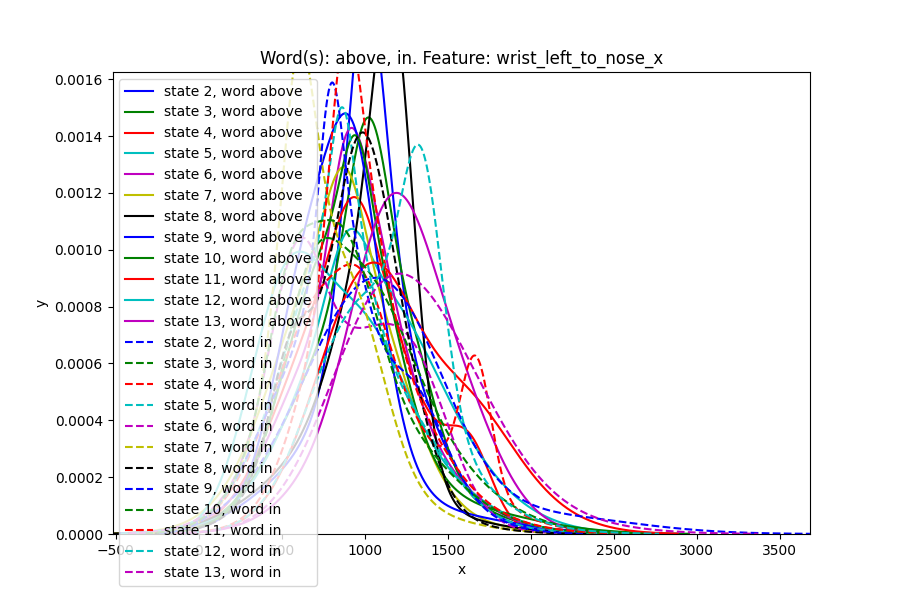 Word(s): above, in. Feature: wrist_left_to_nose_x
0.0016
0.0014
0.0012
0.0010
0.0008
0.0006
0.0004
0.0002
0.0000
y
state 2, word above
state 3, word above
state 4, word above
state 5, word above
state 6, word above
state 7, word above
state 8, word above
state 9, word above
state 10, word above
state 11, word above
state 12, word above
state 13, word above
state 2, word in
state 3, word in
state 4, word in
state 5, word in
state 6, word in
state 7, word in
state 8, word in
state 9, word in
state 10, word in
state 11, word in
state 12, word in
state 13, word in
−500 0 500 1000 1500 2000 2500 3000 3500
x